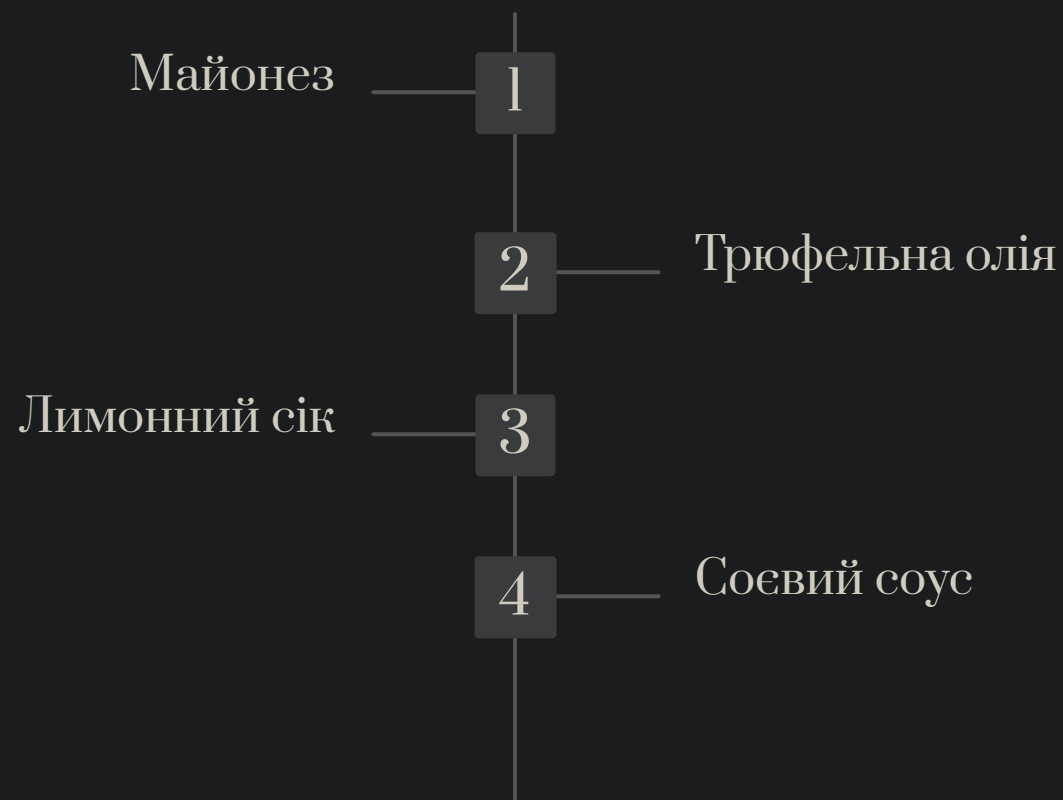 Майонез
1
2
Трюфельна олія
Лимонний сік
3
4
Соєвий соус